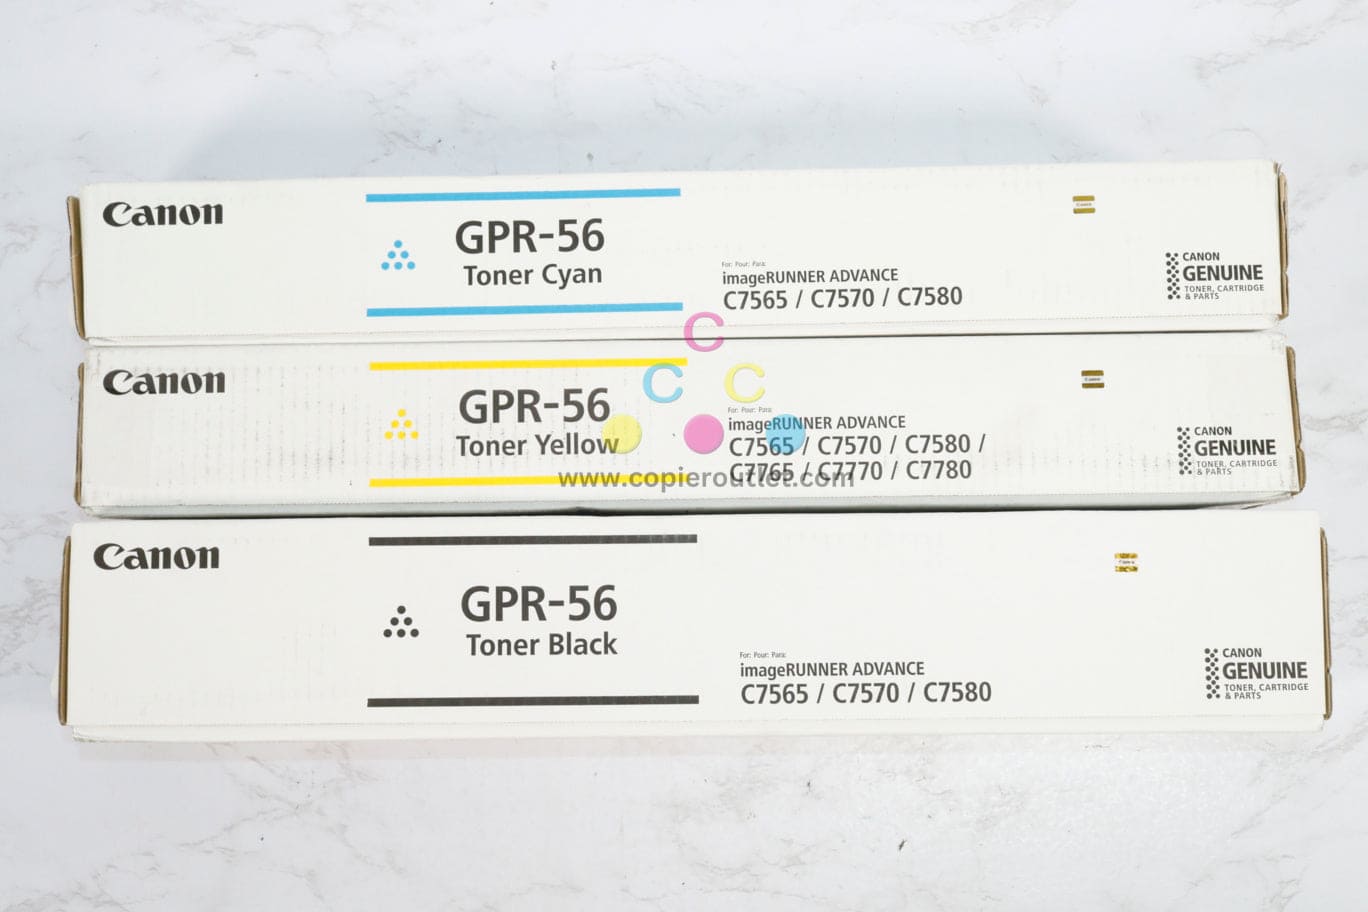 Canon
GPR-56
Toner Cyan
For: Pour: Para:
imageRUNNER ADVANCE
C7565 / C7570 / C7580
Canon
CANON
GENUINE
TONER, CARTRIDGE
& PARTS
Canon
GPR-56
Toner Yellow
For: Pour: Para:
imageRUNNER ADVANCE
C7565 / C7570 / C7580 /
C7765 / C7770 / C7780
Canon
CANON
GENUINE
TONER, CARTRIDGE
& PARTS
C
C C
www.copieroutlet.com
Canon
GPR-56
Toner Black
For: Pour: Para:
imageRUNNER ADVANCE
C7565 / C7570 / C7580
Canon
CANON
GENUINE
TONER, CARTRIDGE
& PARTS